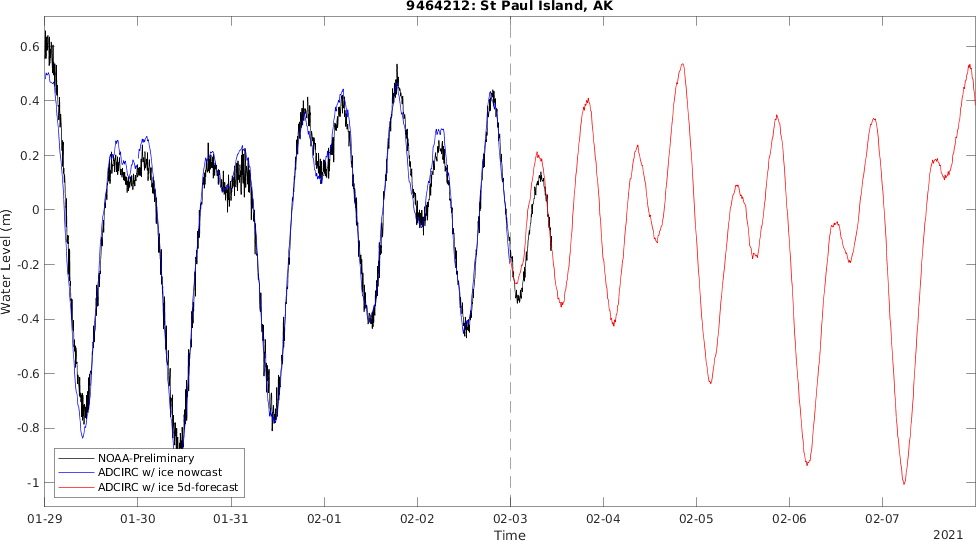 9464212: St Paul Island, AK
Water Level (m)
0.6
0.4
0.2
0
-0.2
-0.4
-0.6
-0.8
-1
NOAA-Preliminary
ADCIRC w/ ice nowcast
ADCIRC w/ ice 5d-forecast
01-29 01-30 01-31 02-01 02-02 02-03 02-04 02-05 02-06 02-07
Time
2021